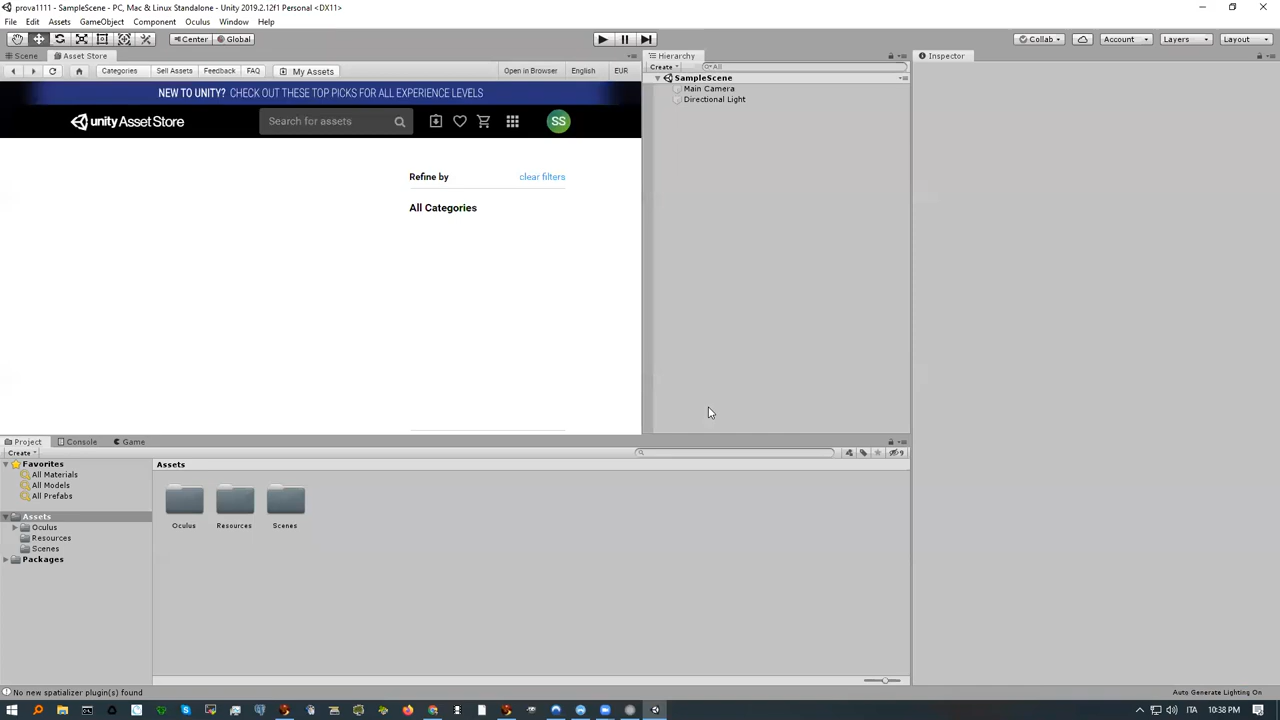 prova1111 - SampleScene - PC, Mac & Linux Standalone - Unity 2019.2.12f1 Personal <DX11>
File Edit Assets GameObject Component Oculus Window Help
Center Global
Collab Account Layers Layout
Scene Asset Store
Hierarchy
Inspector
Categories Sell Assets Feedback FAQ My Assets Open in Browser English EUR
Create All
SampleScene
Main Camera
Directional Light
NEW TO UNITY? CHECK OUT THESE TOP PICKS FOR ALL EXPERIENCE LEVELS
unity Asset Store Search for assets SS
Refine by clear filters
All Categories
Project Console Game
Create
Favorites
All Materials
All Models
All Prefabs
Assets
Oculus
Resources
Scenes
Packages
Assets
Oculus Resources Scenes
9
No new spatializer plugin(s) found
Auto Generate Lighting On
ITA 10:38 PM